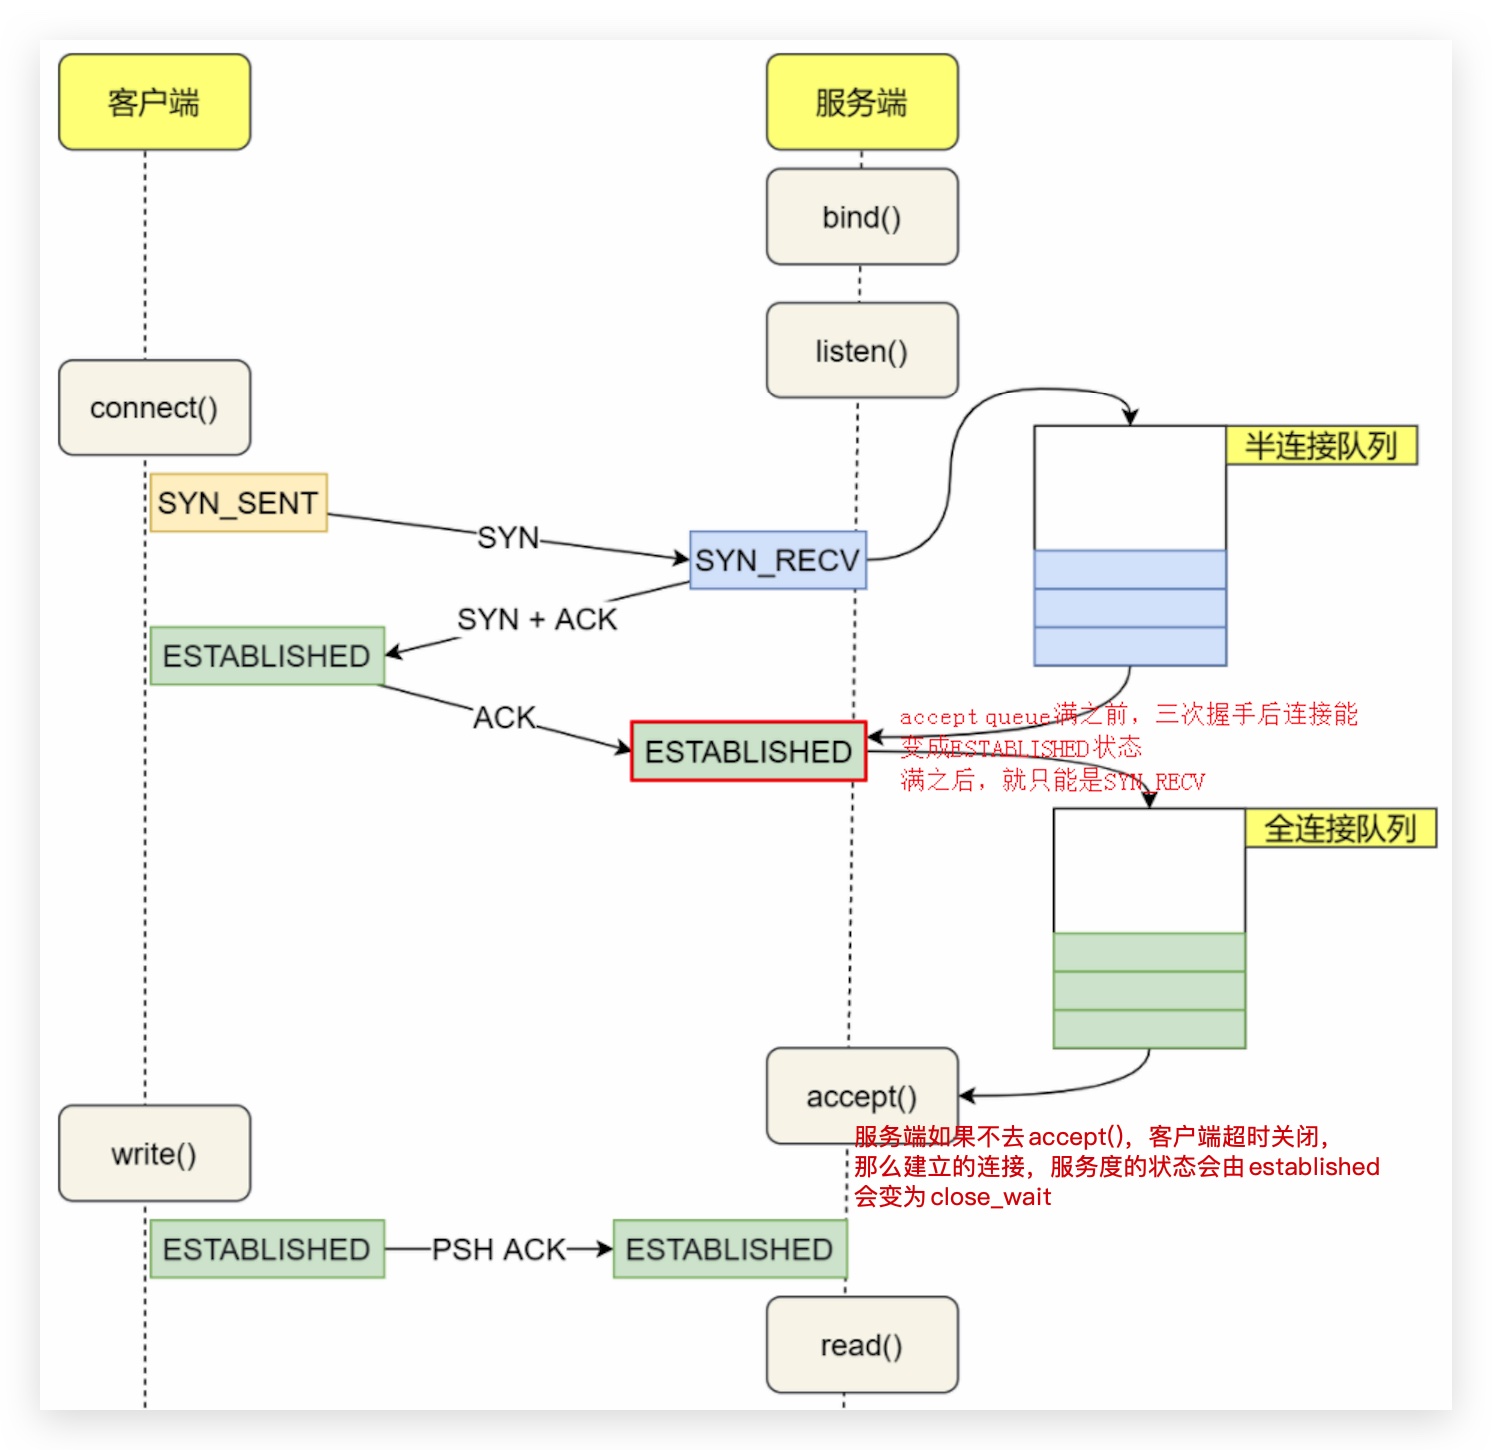 客户端
服务端
bind()
listen()
connect()
半连接队列
SYN_SENT
SYN
SYN_RECV
SYN + ACK
ESTABLISHED
ACK
ESTABLISHED
accept queue满之前，三次握手后连接能
变成ESTABLISHED状态
满之后，就只能是SYN_RECV
全连接队列
accept()
服务端如果不去accept()，客户端超时关闭，
那么建立的连接，服务度的状态会由established
会变为close_wait
write()
ESTABLISHED
PSH ACK
ESTABLISHED
read()